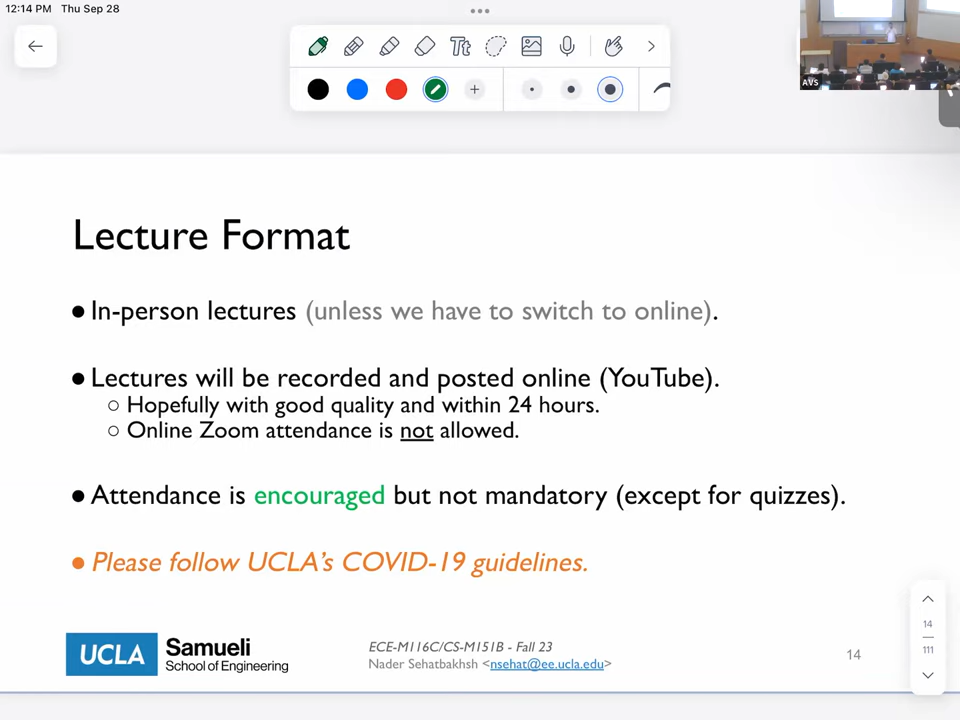 12:14 PM Thu Sep 28
Tt
AVS
Lecture Format
● In-person lectures (unless we have to switch to online).
● Lectures will be recorded and posted online (YouTube).
○ Hopefully with good quality and within 24 hours.
○ Online Zoom attendance is not allowed.
● Attendance is encouraged but not mandatory (except for quizzes).
● Please follow UCLA's COVID-19 guidelines.
UCLA Samueli
School of Engineering
ECE-M116C/CS-M151B - Fall 23
Nader Sehatbakhsh <nsehat@ee.ucla.edu>
14
14
111